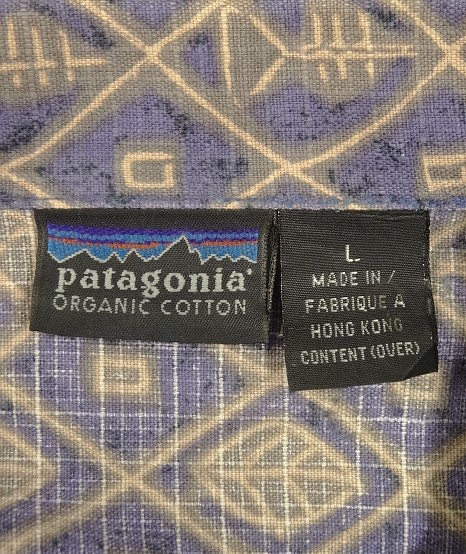 patagonia®
ORGANIC COTTON
L
MADE IN /
FABRIQUE A
HONG KONG
CONTENT (OVER)